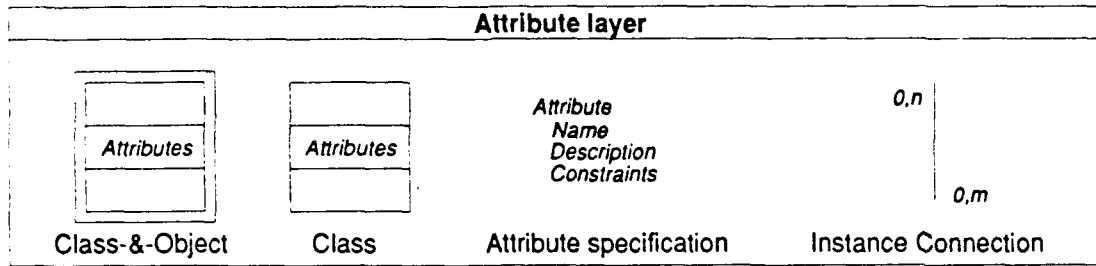 Attribute layer
Attributes
Attributes
Attribute
Name
Description
Constraints
0,n
0,m
Class-&-Object
Class
Attribute specification
Instance Connection